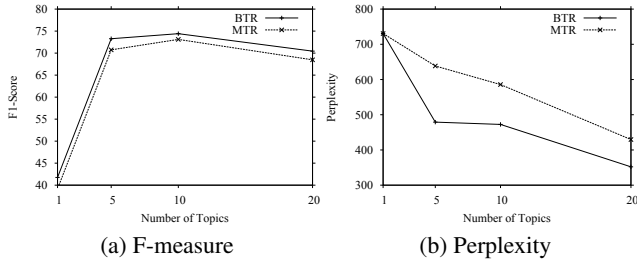 80
75
70
65
60
55
50
45
40
1
5
10
20
F1-Score
Number of Topics
BTR
MTR
(a) F-measure
800
700
600
500
400
300
1
5
10
20
Perplexity
Number of Topics
BTR
MTR
(b) Perplexity